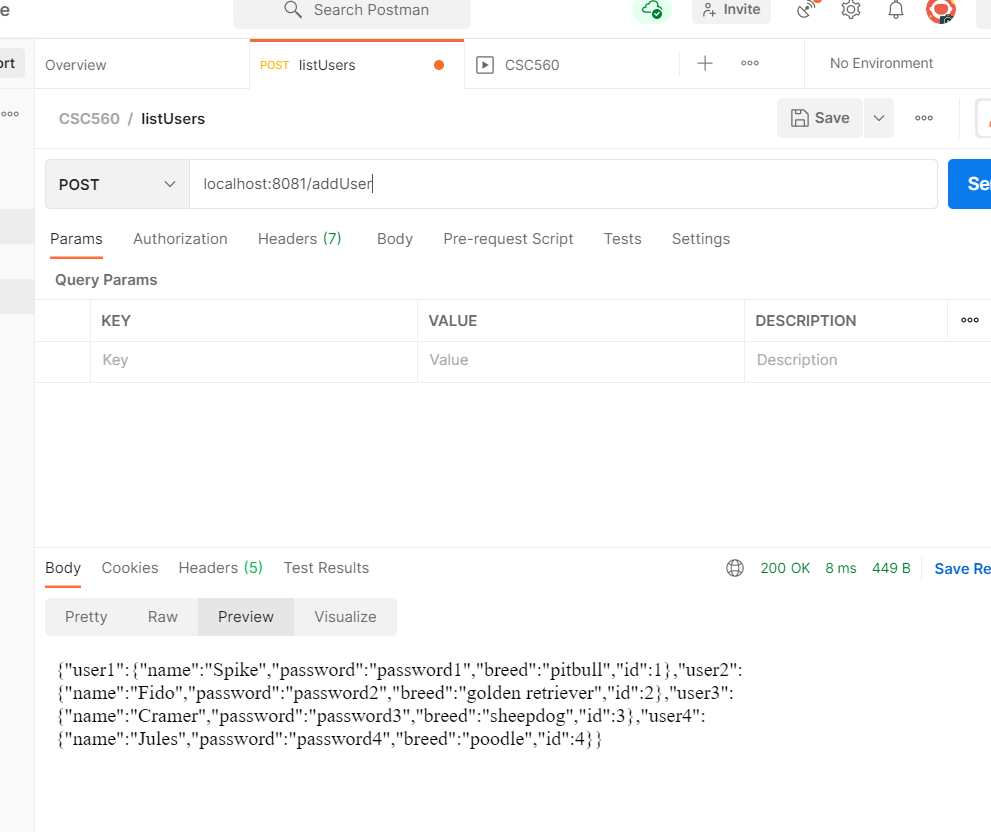 e Search Postman Invite
ort Overview POST listUsers CSC560 No Environment
CSC560 / listUsers Save
POST localhost:8081/addUser Se
Params Authorization Headers (7) Body Pre-request Script Tests Settings
Query Params
KEY VALUE DESCRIPTION
Key Value Description
Body Cookies Headers (5) Test Results 200 OK 8 ms 449 B Save Re
Pretty Raw Preview Visualize
{"user1":{"name":"Spike","password":"password1","breed":"pitbull","id":1},"user2":
{"name":"Fido","password":"password2","breed":"golden retriever","id":2},"user3":
{"name":"Cramer","password":"password3","breed":"sheepdog","id":3},"user4":
{"name":"Jules","password":"password4","breed":"poodle","id":4}}